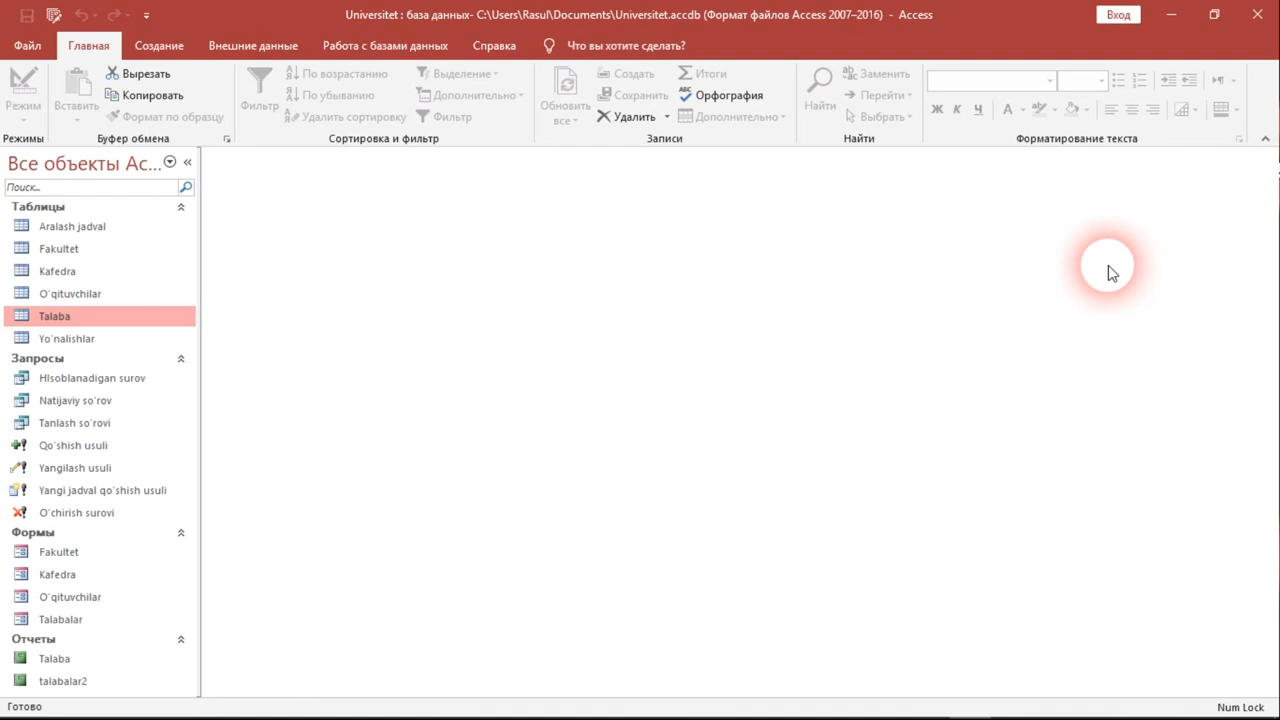 Universitet : база данных- C:\Users\Rasul\Documents\Universitet.accdb (Формат файлов Access 2007–2016) - Access
Вход
Файл Главная Создание Внешние данные Работа с базами данных Справка Что вы хотите сделать?
Режим
Режимы
Вставить
Вырезать
Копировать
Формат по образцу
Буфер обмена
Фильтр
По возрастанию
По убыванию
Удалить сортировку
Выделение
Дополнительно
Фильтр
Сортировка и фильтр
Обновить
все
Создать
Сохранить
Удалить
Итоги
Орфография
Дополнительно
Записи
Найти
Заменить
Перейти
Выбрать
Найти
Ж К Ч А
Форматирование текста
Все объекты Ac...
Поиск...
Таблицы
Aralash jadval
Fakultet
Kafedra
O'qituvchilar
Talaba
Yo'nalishlar
Запросы
HIsoblanadigan surov
Natijaviy so'rov
Tanlash so'rovi
Qo'shish usuli
Yangilash usuli
Yangi jadval qo'shish usuli
O'chirish surovi
Формы
Fakultet
Kafedra
O'qituvchilar
Talabalar
Отчеты
Talaba
talabalar2
Готово
Num Lock